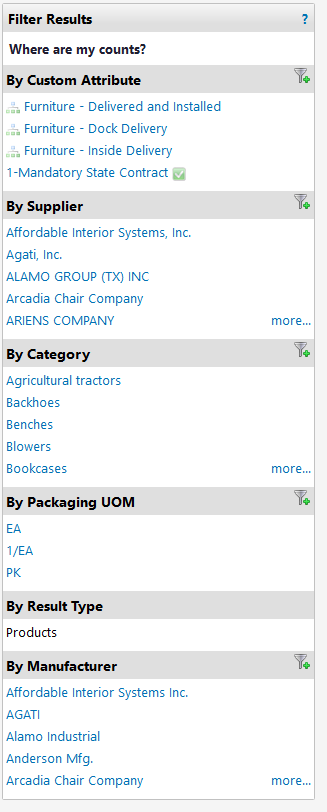 Filter Results ?
Where are my counts?
By Custom Attribute
Furniture - Delivered and Installed
Furniture - Dock Delivery
Furniture - Inside Delivery
1-Mandatory State Contract
By Supplier
Affordable Interior Systems, Inc.
Agati, Inc.
ALAMO GROUP (TX) INC
Arcadia Chair Company
ARIENS COMPANY more...
By Category
Agricultural tractors
Backhoes
Benches
Blowers
Bookcases more...
By Packaging UOM
EA
1/EA
PK
By Result Type
Products
By Manufacturer
Affordable Interior Systems Inc.
AGATI
Alamo Industrial
Anderson Mfg.
Arcadia Chair Company more...